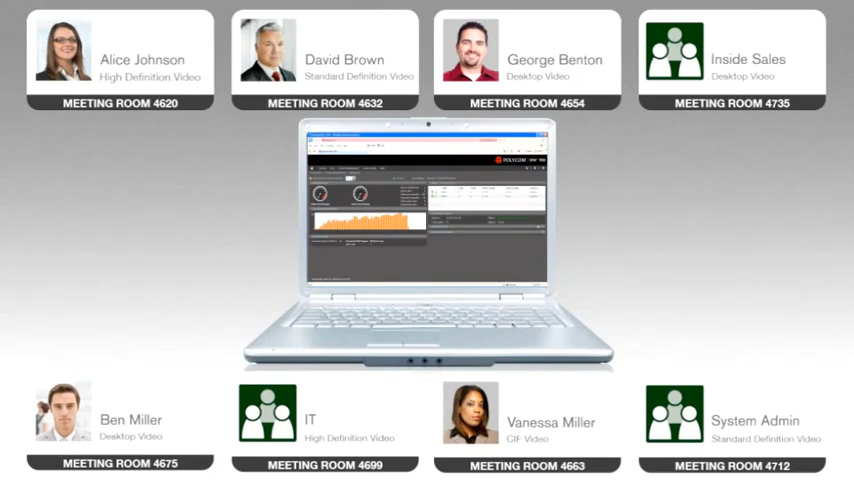 Alice Johnson
High Definition Video
MEETING ROOM 4620
David Brown
Standard Definition Video
MEETING ROOM 4632
George Benton
Desktop Video
MEETING ROOM 4654
Inside Sales
Desktop Video
MEETING ROOM 4735
POLYCOM
Ben Miller
Desktop Video
MEETING ROOM 4675
IT
High Definition Video
MEETING ROOM 4699
Vanessa Miller
CIF Video
MEETING ROOM 4663
System Admin
Standard Definition Video
MEETING ROOM 4712